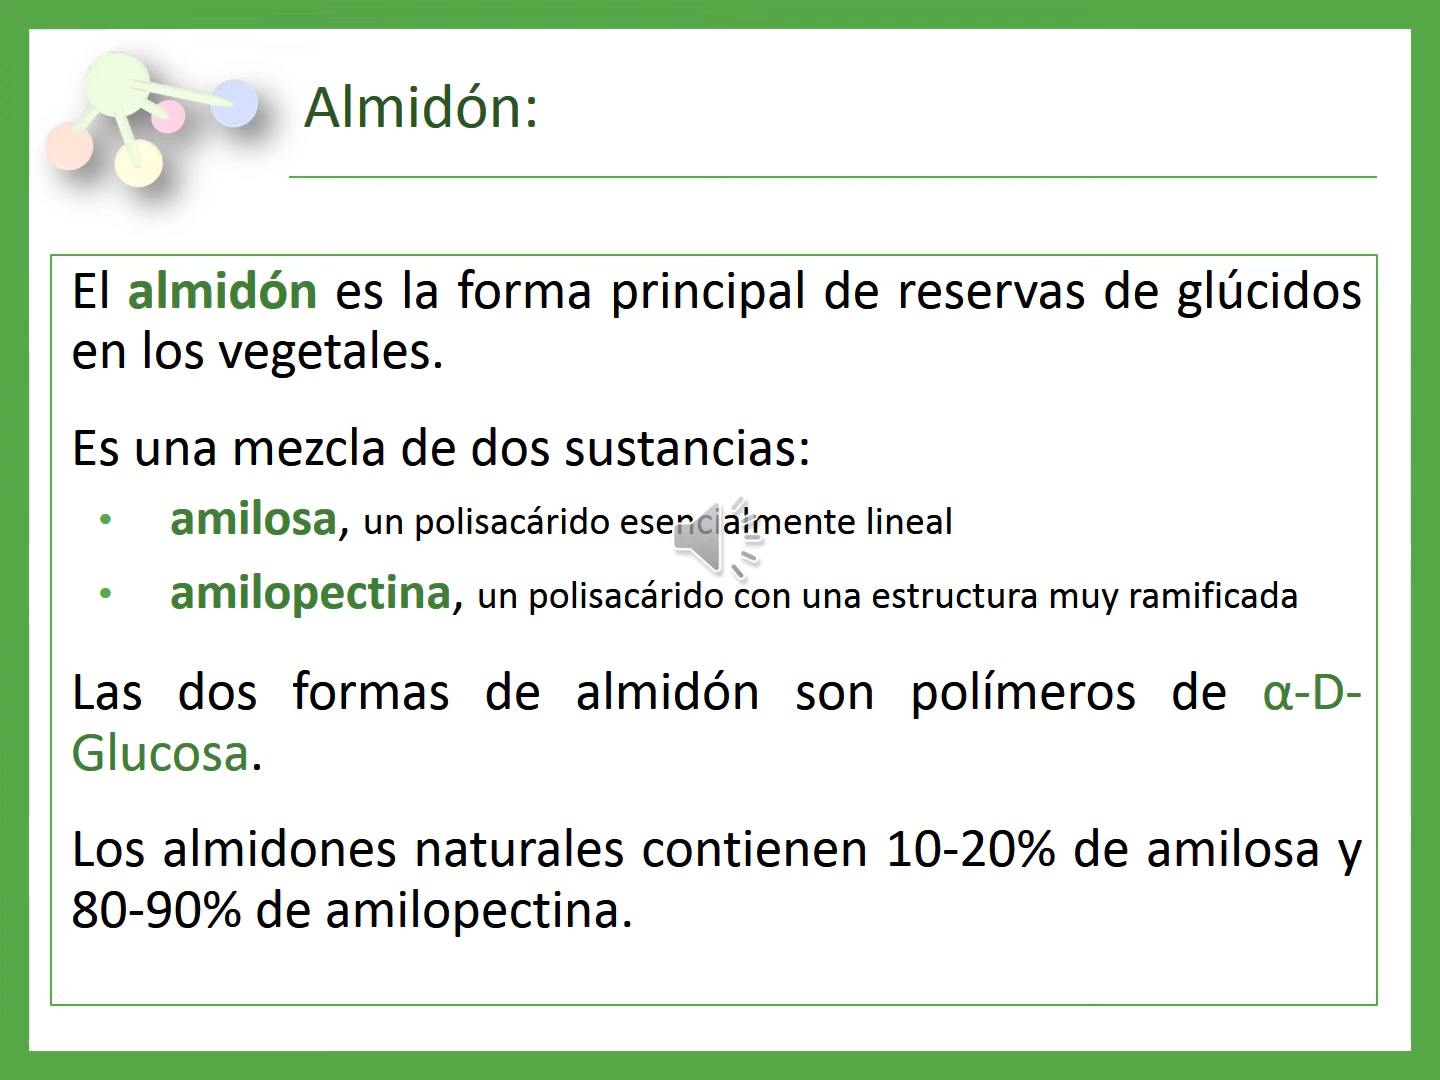 Almidón:
El almidón es la forma principal de reservas de glúcidos
en los vegetales.
Es una mezcla de dos sustancias:
• amilosa, un polisacárido esencialmente lineal
• amilopectina, un polisacárido con una estructura muy ramificada
Las dos formas de almidón son polímeros de α-D-
Glucosa.
Los almidones naturales contienen 10-20% de amilosa y
80-90% de amilopectina.